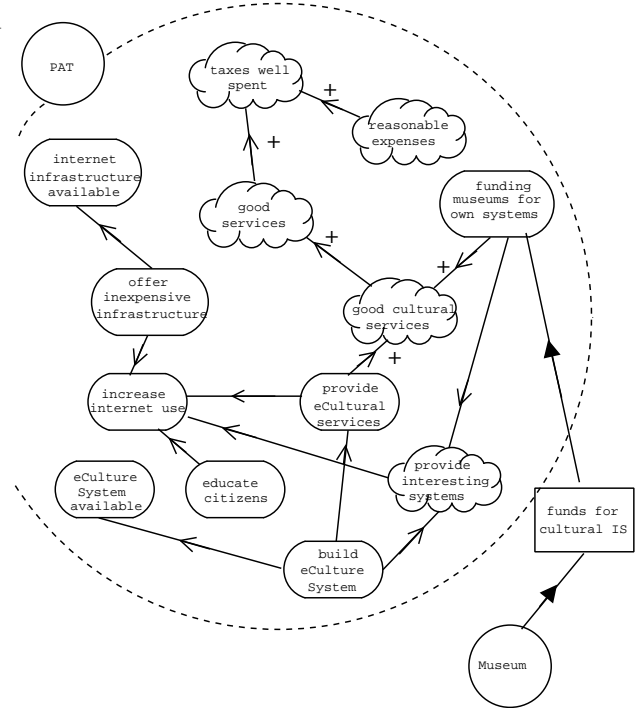 PAT
taxes well
spent
+
reasonable
expenses
+
internet
infrastructure
available
good
services
funding
museums for
own systems
+
+
offer
inexpensive
infrastructure
good cultural
services
+
increase
internet use
provide
eCultural
services
eCulture
System
available
educate
citizens
provide
interesting
systems
funds for
cultural IS
build
eCulture
System
Museum